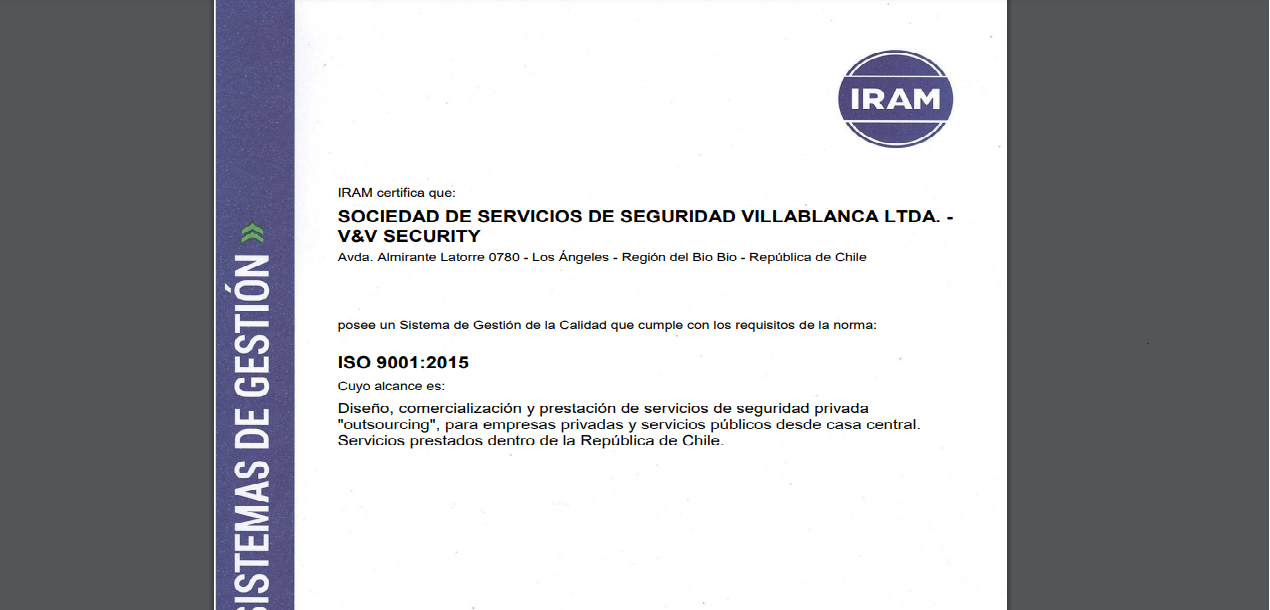 IRAM
IRAM certifica que:
SOCIEDAD DE SERVICIOS DE SEGURIDAD VILLABLANCA LTDA. -
V&V SECURITY
Avda. Almirante Latorre 0780 - Los Ángeles - Región del Bio Bio - República de Chile
posee un Sistema de Gestión de la Calidad que cumple con los requisitos de la norma:
ISO 9001:2015
Cuyo alcance es:
Diseño, comercialización y prestación de servicios de seguridad privada
"outsourcing", para empresas privadas y servicios públicos desde casa central.
Servicios prestados dentro de la República de Chile.
SISTEMAS DE GESTIÓN